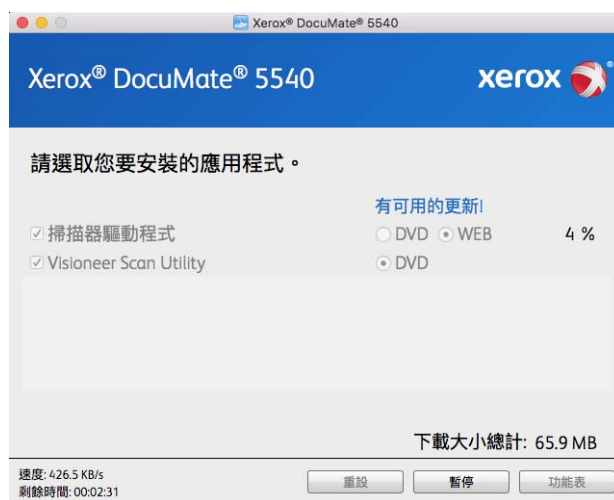 Xerox® DocuMate® 5540
Xerox® DocuMate® 5540
xerox ®
請選取您要安裝的應用程式。
有可用的更新!
掃描器驅動程式 DVD WEB 4 %
Visioneer Scan Utility DVD
下載大小總計: 65.9 MB
速度: 426.5 KB/s
剩餘時間: 00:02:31
重設 暫停 功能表